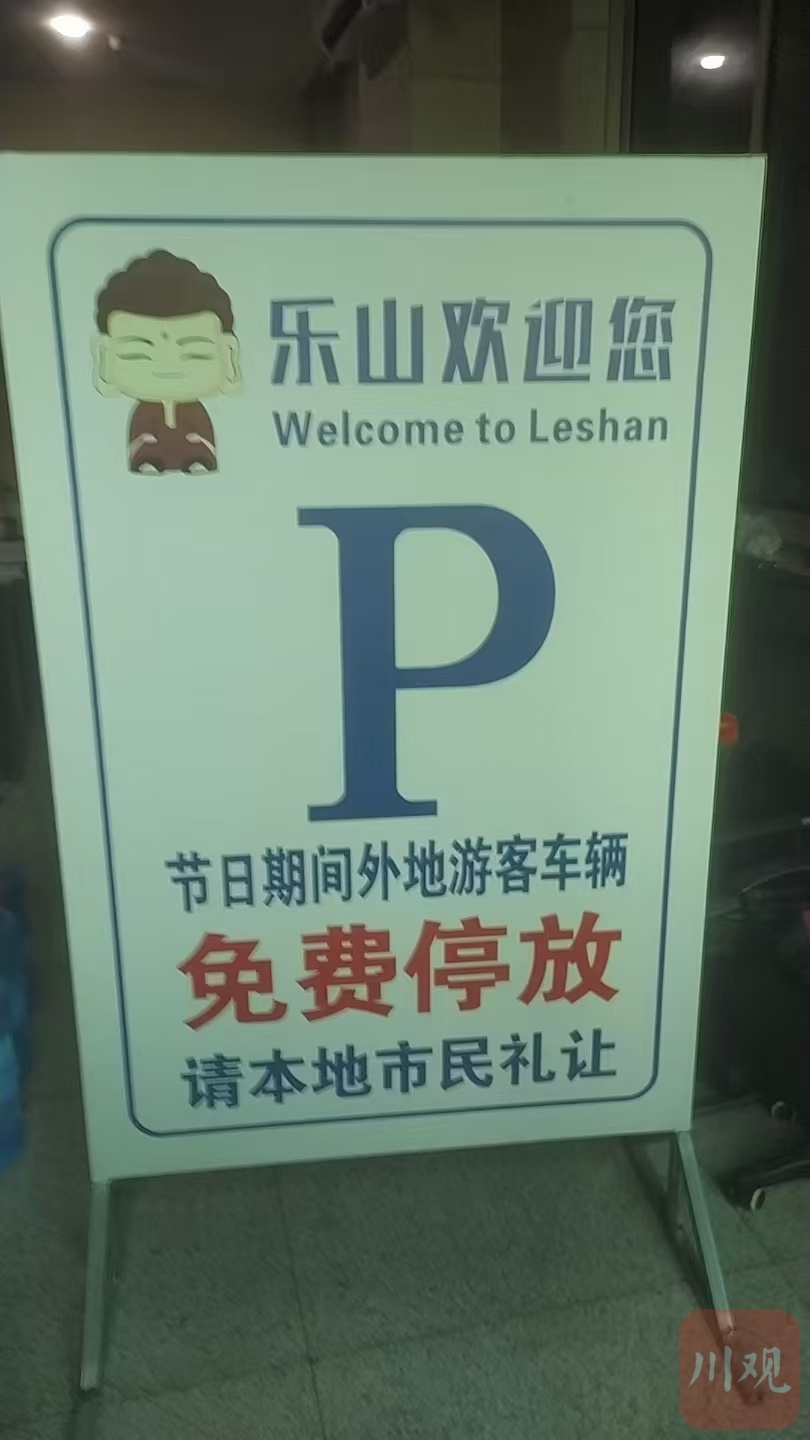 乐山欢迎您
Welcome to Leshan
P
节日期间外地游客车辆
免费停放
请本地市民礼让
川观